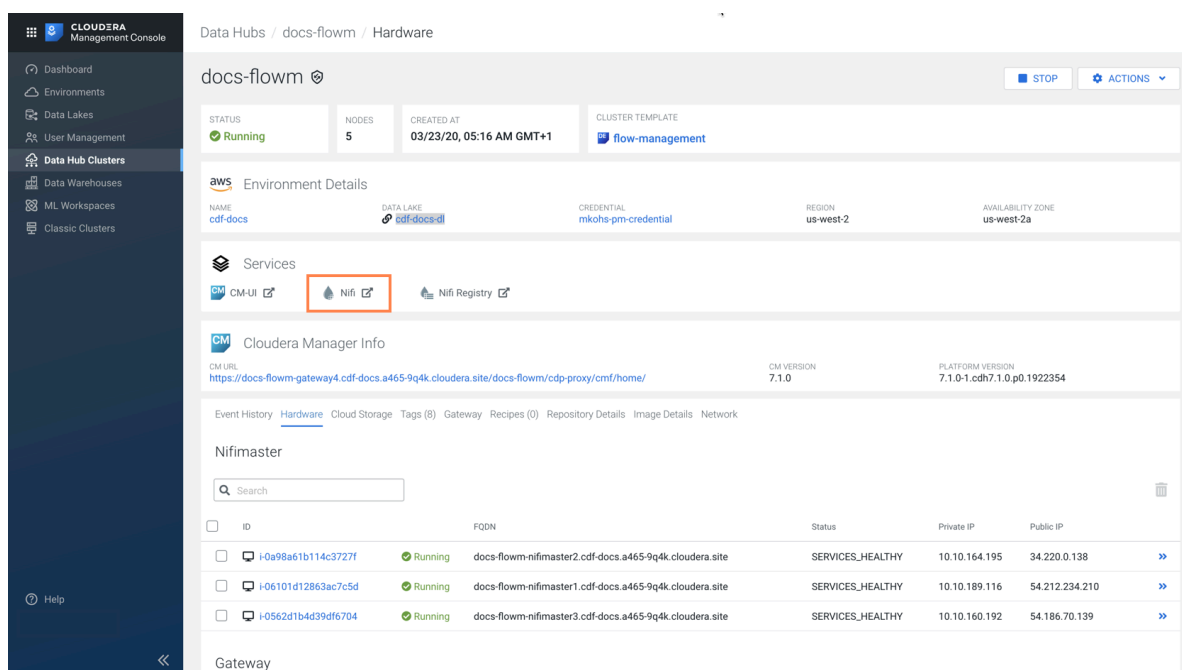 CLOUDERA
Management Console
Data Hubs / docs-flowm / Hardware
Dashboard
Environments
Data Lakes
User Management
Data Hub Clusters
Data Warehouses
ML Workspaces
Classic Clusters
Help
docs-flowm
STOP
ACTIONS
STATUS
Running
NODES
5
CREATED AT
03/23/20, 05:16 AM GMT+1
CLUSTER TEMPLATE
DE flow-management
aws Environment Details
NAME DATA LAKE CREDENTIAL REGION AVAILABILITY ZONE
cdf-docs cdf-docs-dl mkohs-pm-credential us-west-2 us-west-2a
Services
CM CM-UI Nifi Nifi Registry
CM Cloudera Manager Info
CM URL CM VERSION PLATFORM VERSION
https://docs-flowm-gateway4.cdf-docs.a465-9q4k.cloudera.site/docs-flowm/cdp-proxy/cmf/home/ 7.1.0 7.1.0-1.cdh7.1.0.p0.1922354
Event History Hardware Cloud Storage Tags (8) Gateway Recipes (0) Repository Details Image Details Network
Nifimaster
Search
ID FQDN Status Private IP Public IP
i-0a98a61b114c3727f Running docs-flowm-nifimaster2.cdf-docs.a465-9q4k.cloudera.site SERVICES_HEALTHY 10.10.164.195 34.220.0.138
i-06101d12863ac7c5d Running docs-flowm-nifimaster1.cdf-docs.a465-9q4k.cloudera.site SERVICES_HEALTHY 10.10.189.116 54.212.234.210
i-0562d1b4d39df6704 Running docs-flowm-nifimaster3.cdf-docs.a465-9q4k.cloudera.site SERVICES_HEALTHY 10.10.160.192 54.186.70.139
Gateway